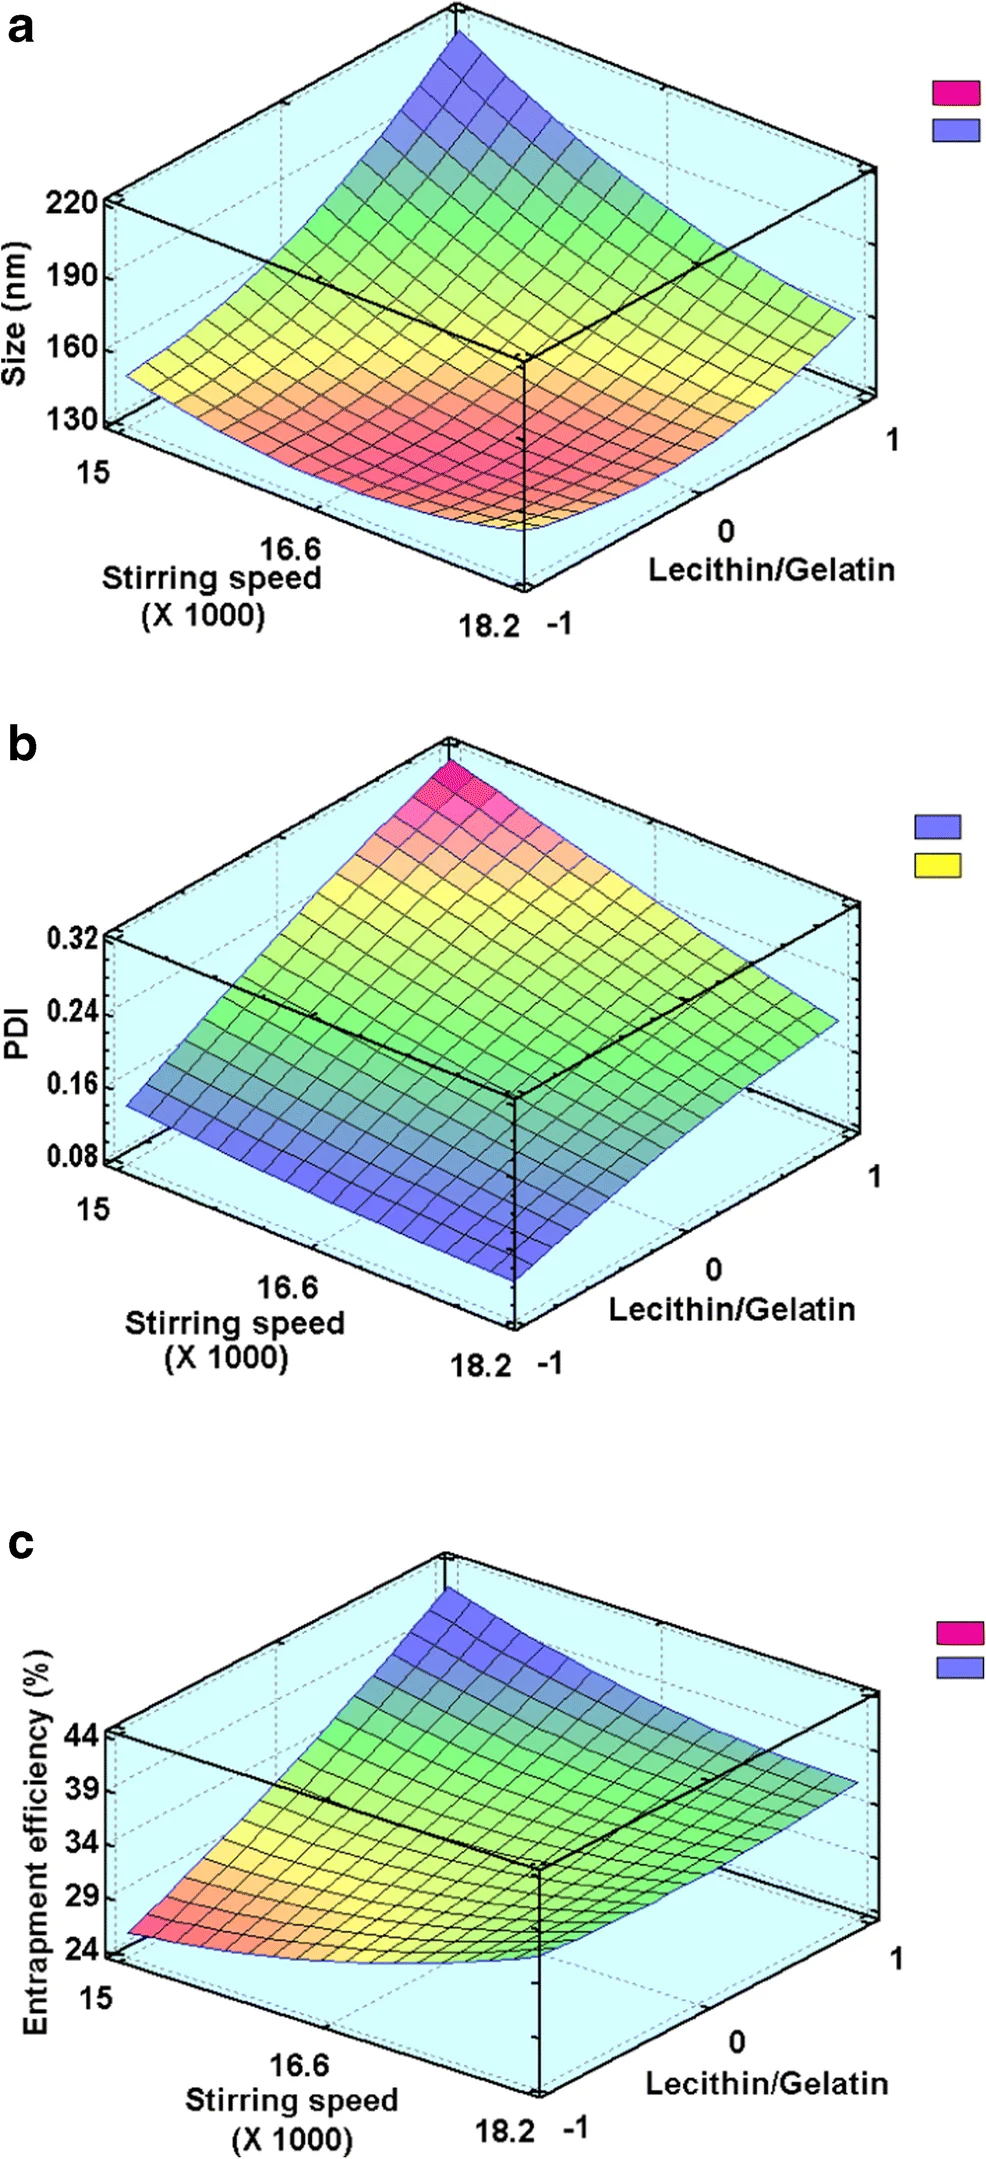 a
220
190
160
130
Size (nm)
15
16.6
18.2
Stirring speed
(X 1000)
-1
0
1
Lecithin/Gelatin
b
0.32
0.24
0.16
0.08
PDI
15
16.6
18.2
Stirring speed
(X 1000)
-1
0
1
Lecithin/Gelatin
c
44
39
34
29
24
Entrapment efficiency (%)
15
16.6
18.2
Stirring speed
(X 1000)
-1
0
1
Lecithin/Gelatin